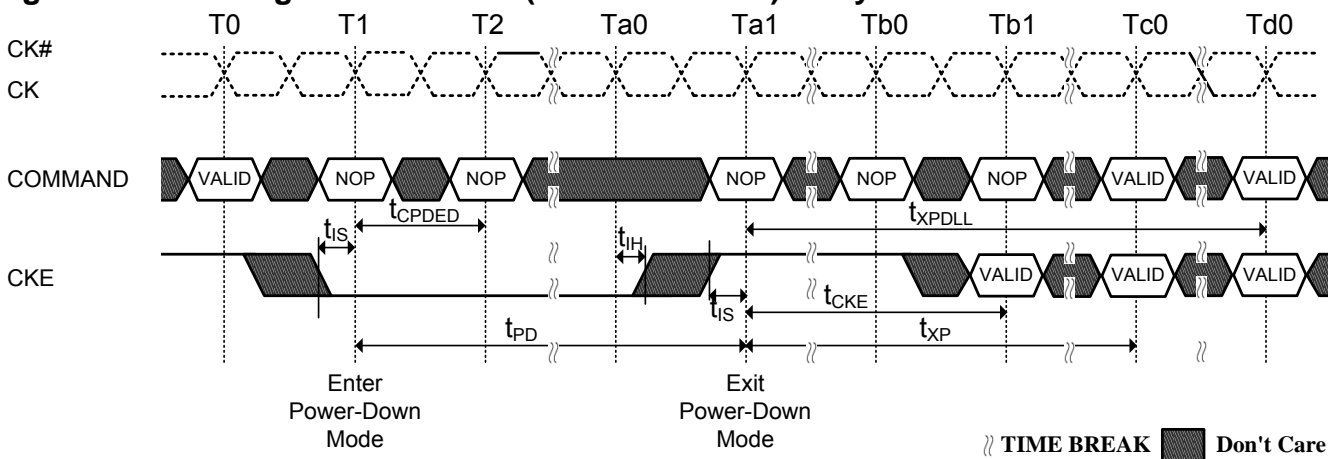 T0 T1 T2 Ta0 Ta1 Tb0 Tb1 Tc0 Td0
CK#
CK
COMMAND VALID NOP NOP NOP NOP NOP VALID VALID
tCPDED tXPDLL
tIS tIH
CKE VALID VALID VALID
tIS tCKE
tPD tXP
Enter
Power-Down
Mode
Exit
Power-Down
Mode
TIME BREAK Don't Care